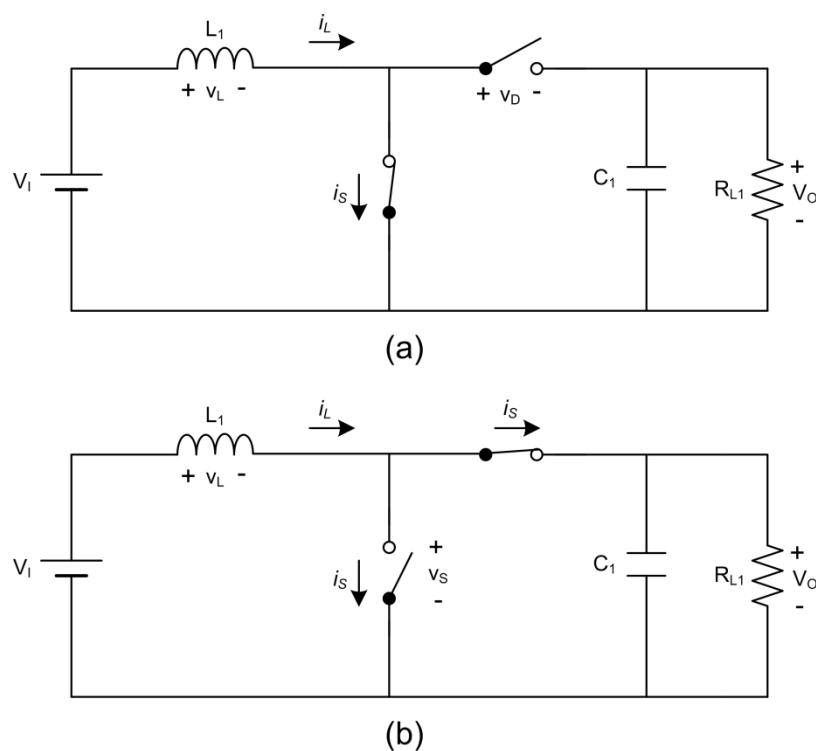 L1 iL
+ vL -
+ vD -
VI
iS
C1
RL1
+
VO
-
(a)
L1 iL iS
+ vL -
VI
iS
+
vS
-
C1
RL1
+
VO
-
(b)